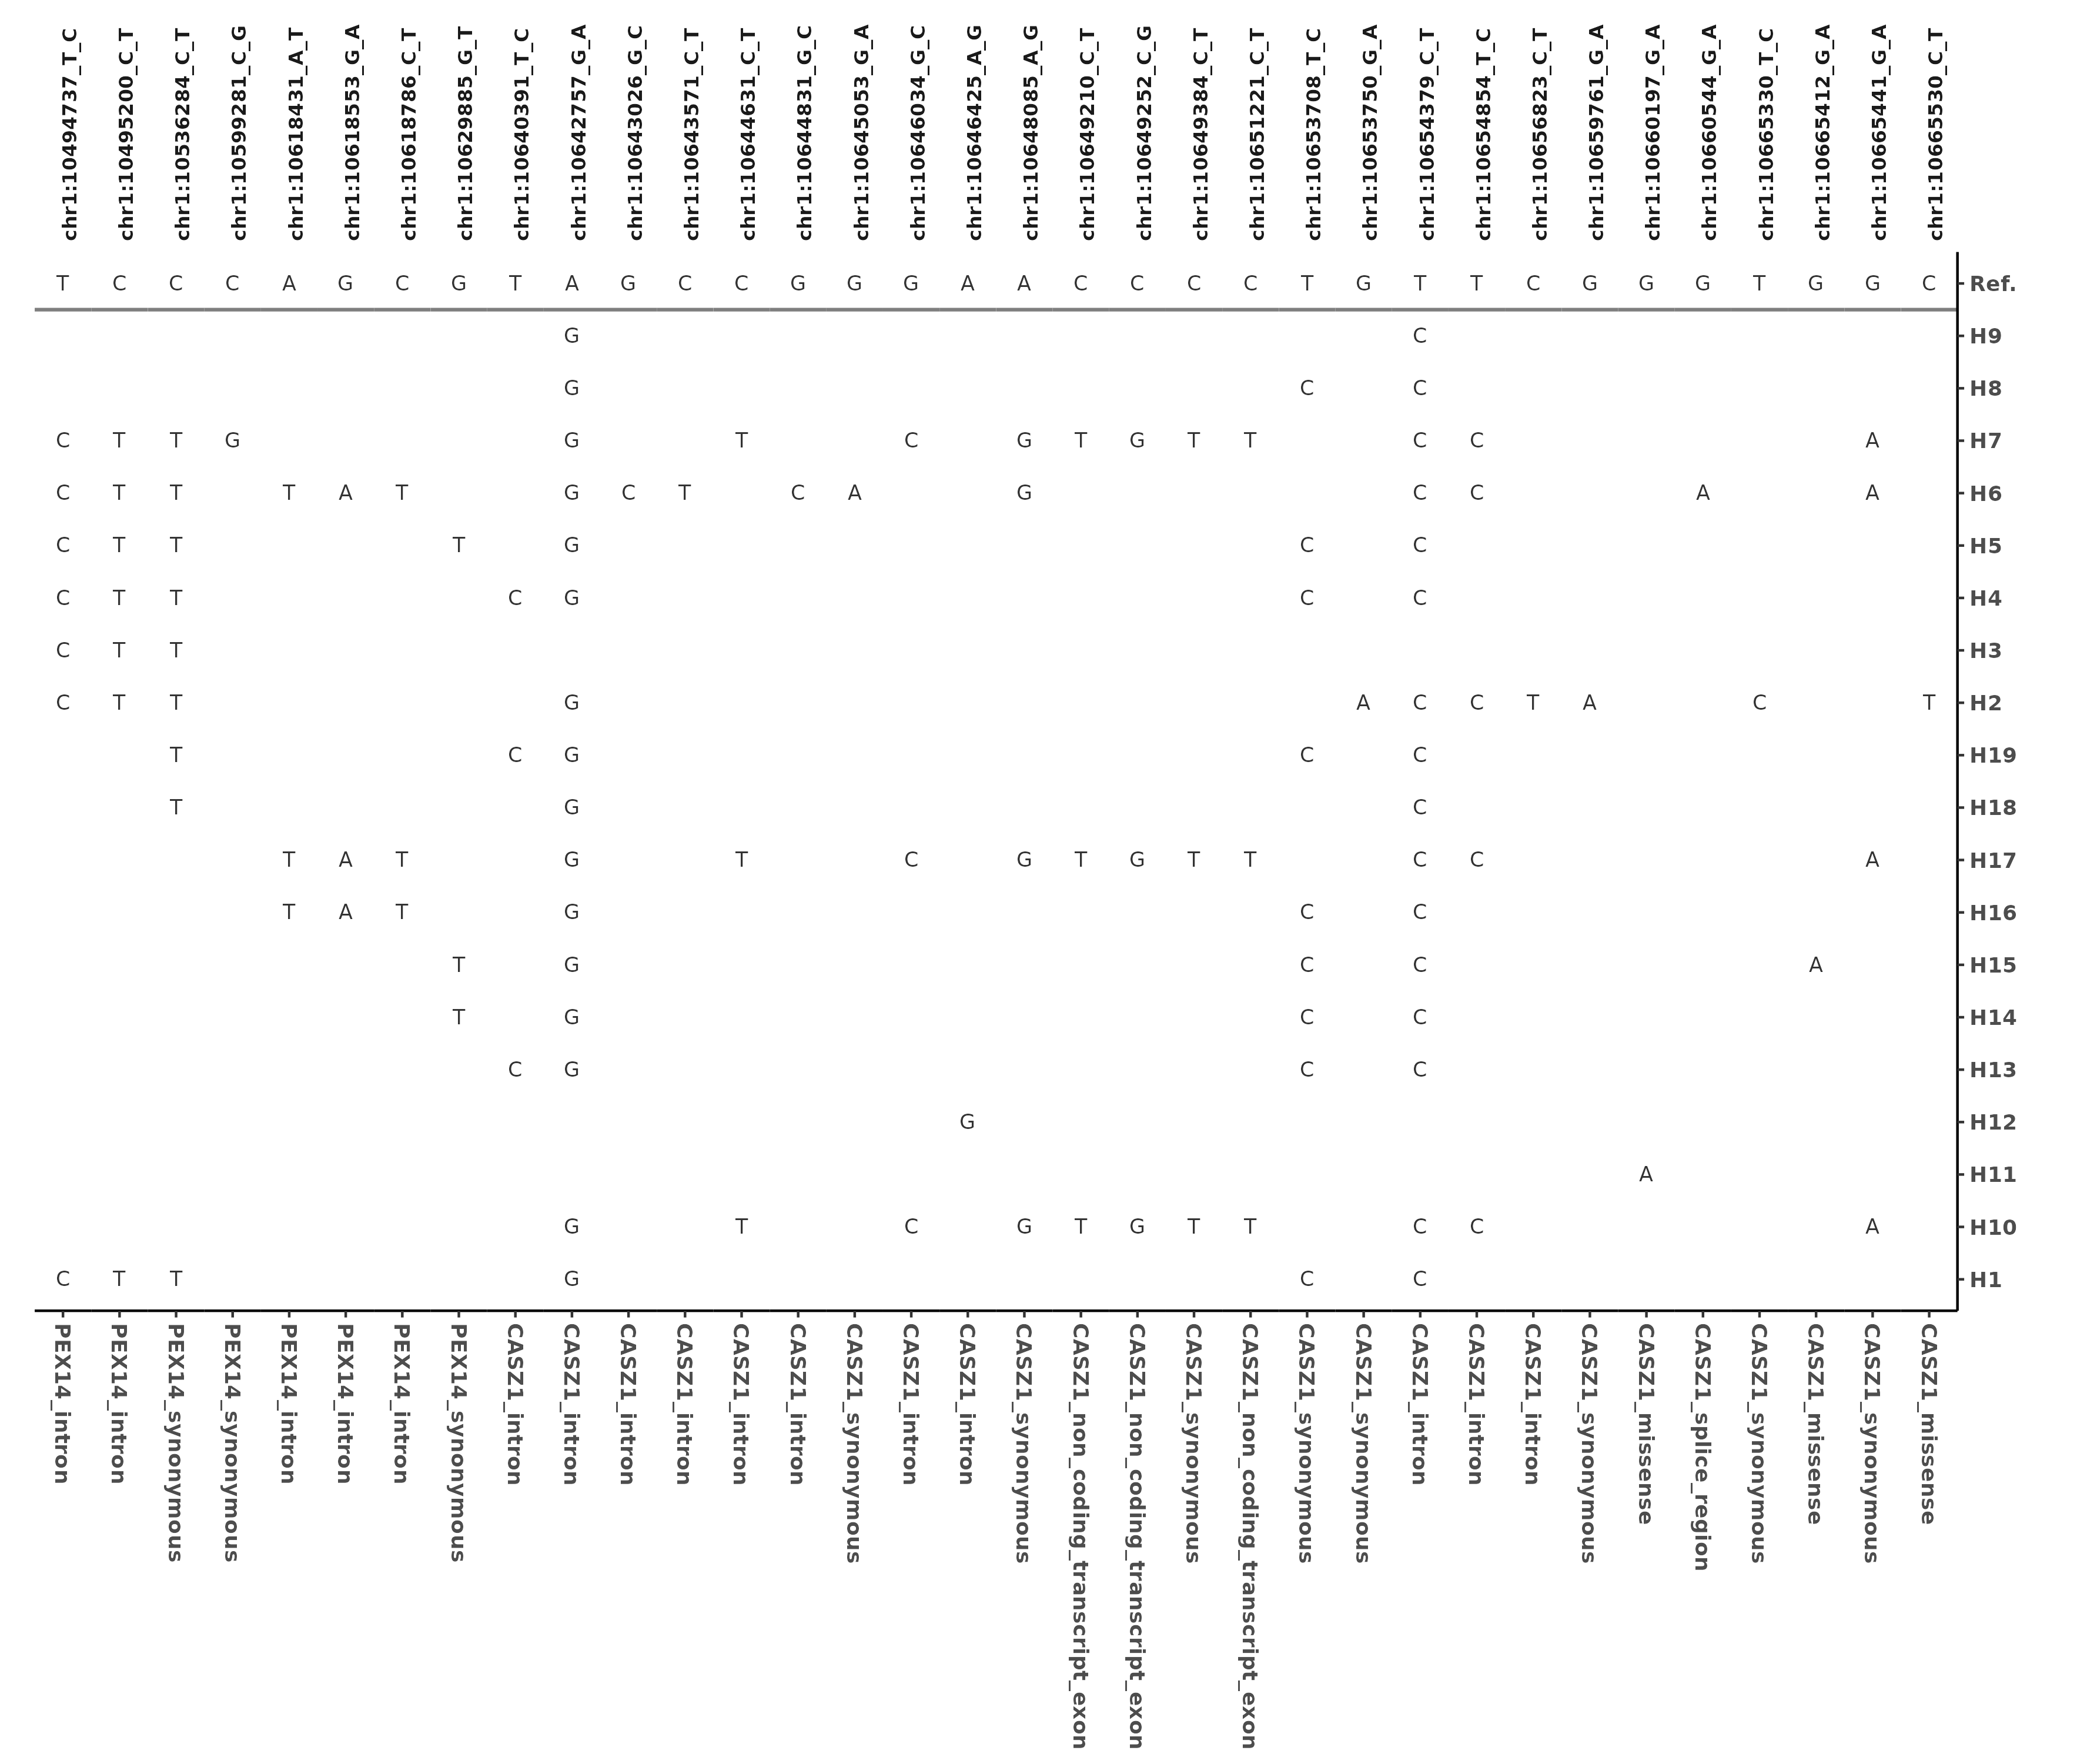 chr1:10494737_T_C chr1:10495200_C_T chr1:10536284_C_T chr1:10599281_C_G chr1:10618431_A_T chr1:10618553_G_A chr1:10618786_C_T chr1:10629885_G_T chr1:10640391_T_C chr1:10642757_G_A chr1:10643026_G_C chr1:10643571_C_T chr1:10644631_C_T chr1:10644831_G_C chr1:10645053_G_A chr1:10646034_G_C chr1:10646425_A_G chr1:10648085_A_G chr1:10649210_C_T chr1:10649252_C_G chr1:10649384_C_T chr1:10651221_C_T chr1:10653708_T_C chr1:10653750_G_A chr1:10654379_C_T chr1:10654854_T_C chr1:10656823_C_T chr1:10659761_G_A chr1:10660197_G_A chr1:10660544_G_A chr1:10665330_T_C chr1:10665412_G_A chr1:10665441_G_A chr1:10665530_C_T
T C C C A G C G T A G C C G G G A A C C C C T G T T C G G G T G G C Ref.
G C H9
G C C H8
C T T G G T C G T G T T C C A H7
C T T T A T G C T C A G C C A A H6
C T T T G C C H5
C T T C G C C H4
C T T H3
C T T G A C C T A C T H2
T C G C C H19
T G C H18
T A T G T C G T G T T C C A H17
T A T G C C H16
T G C C A H15
T G C C H14
C G C C H13
G H12
A H11
G T C G T G T T C C A H10
C T T G C C H1
PEX14_intron PEX14_intron PEX14_synonymous PEX14_synonymous PEX14_intron PEX14_intron PEX14_intron PEX14_synonymous CASZ1_intron CASZ1_intron CASZ1_intron CASZ1_intron CASZ1_intron CASZ1_intron CASZ1_synonymous CASZ1_intron CASZ1_intron CASZ1_synonymous CASZ1_non_coding_transcript_exon CASZ1_non_coding_transcript_exon CASZ1_synonymous CASZ1_non_coding_transcript_exon CASZ1_synonymous CASZ1_synonymous CASZ1_intron CASZ1_intron CASZ1_intron CASZ1_synonymous CASZ1_missense CASZ1_splice_region CASZ1_synonymous CASZ1_missense CASZ1_synonymous CASZ1_missense